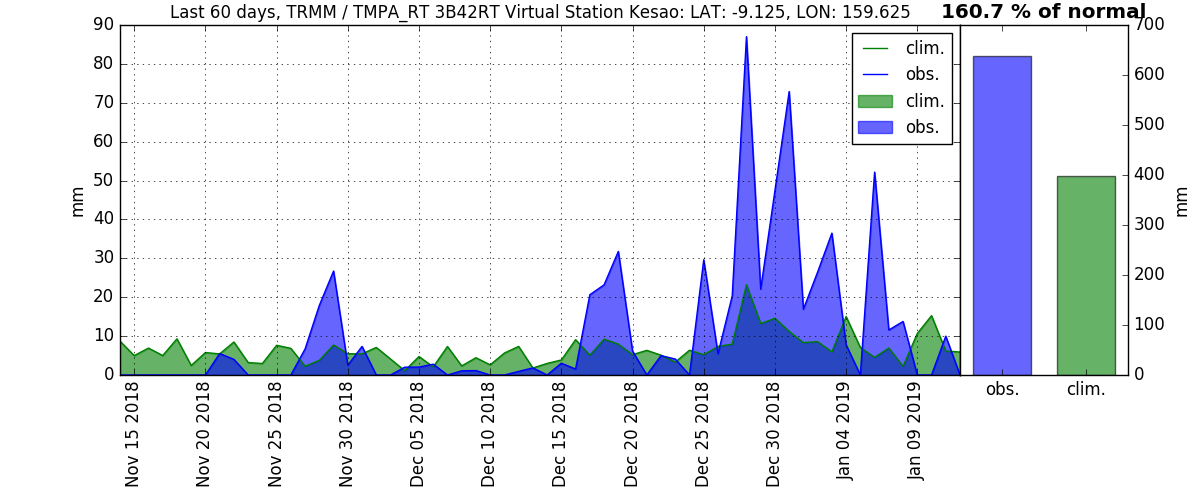 Last 60 days, TRMM / TMPA_RT 3B42RT Virtual Station Kesao: LAT: -9.125, LON: 159.625
160.7 % of normal
90
80
70
60
50
40
30
20
10
0
mm
clim.
obs.
clim.
obs.
700
600
500
400
300
200
100
0
mm
Nov 15 2018
Nov 20 2018
Nov 25 2018
Nov 30 2018
Dec 05 2018
Dec 10 2018
Dec 15 2018
Dec 20 2018
Dec 25 2018
Dec 30 2018
Jan 04 2019
Jan 09 2019
obs.
clim.